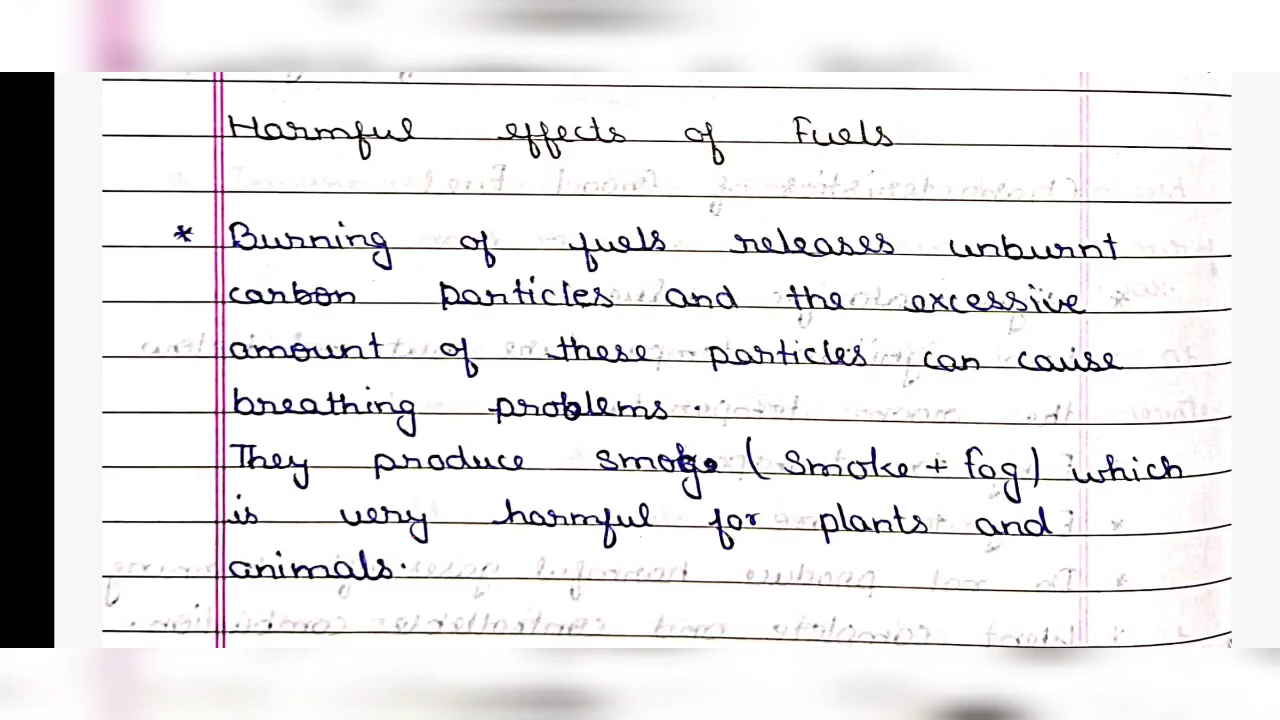 Harmful effects of Fuels
* Burning of fuels releases unburnt
carbon particles and the excessive
amount of these particles can cause
breathing problems.
They produce smog (smoke + fog) which
is very harmful for plants and
animals.